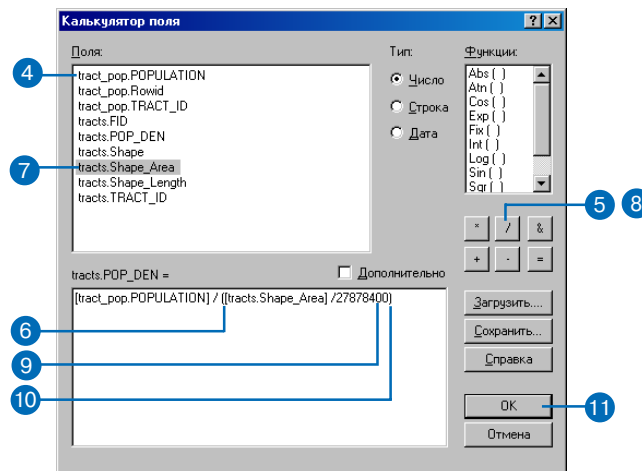 Калькулятор поля
Поля:
tract_pop.POPULATION
tract_pop.Rowid
tract_pop.TRACT_ID
tracts.FID
tracts.POP_DEN
tracts.Shape
tracts.Shape_Area
tracts.Shape_Length
tracts.TRACT_ID
Тип:
Число
Строка
Дата
Функции:
Abs ( )
Atn ( )
Cos ( )
Exp ( )
Fix ( )
Int ( )
Log ( )
Sin ( )
Sqr ( )
* / &
+ - =
tracts.POP_DEN =
Дополнительно
[tract_pop.POPULATION] / ([tracts.Shape_Area] /27878400)
Загрузить....
Сохранить...
Справка
OK
Отмена
4
7
5 8
6
9
10
11